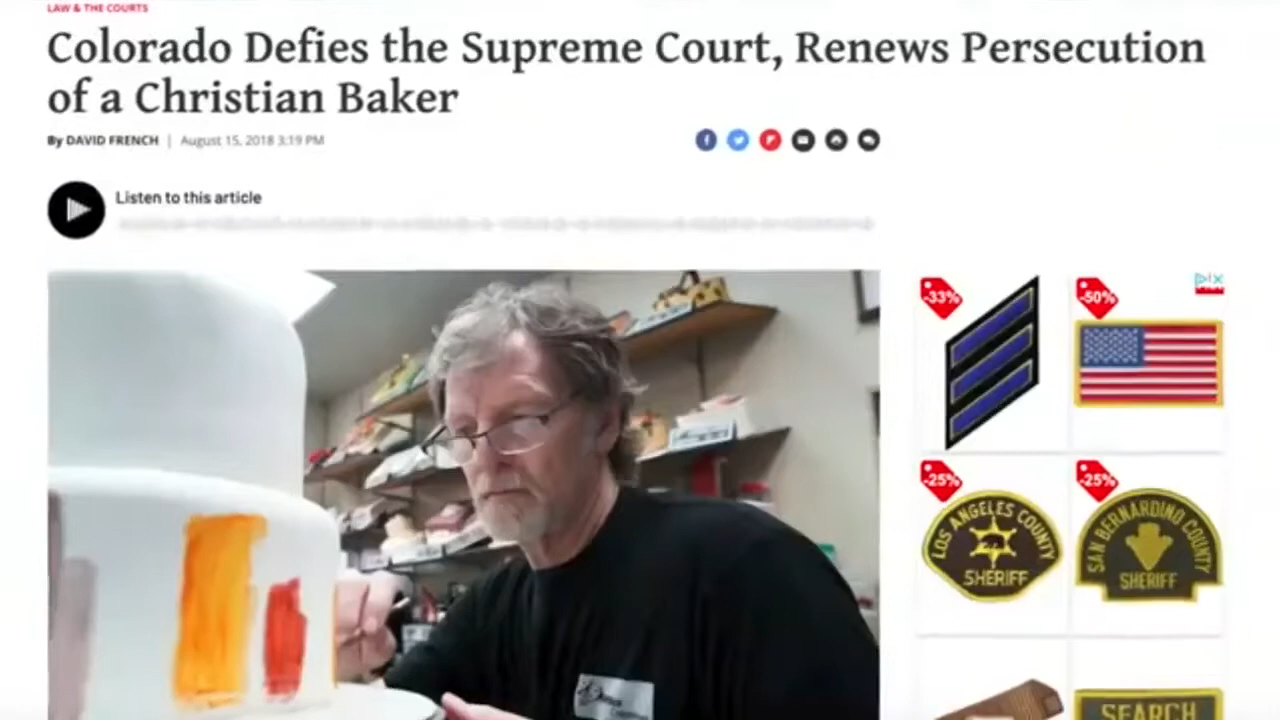 LAW & THE COURTS
Colorado Defies the Supreme Court, Renews Persecution
of a Christian Baker
By DAVID FRENCH | August 15, 2018 3:19 PM
Listen to this article
-33%
-50%
-25%
LOS ANGELES COUNTY
SHERIFF
-25%
SAN BERNARDINO COUNTY
SHERIFF
SEARCH